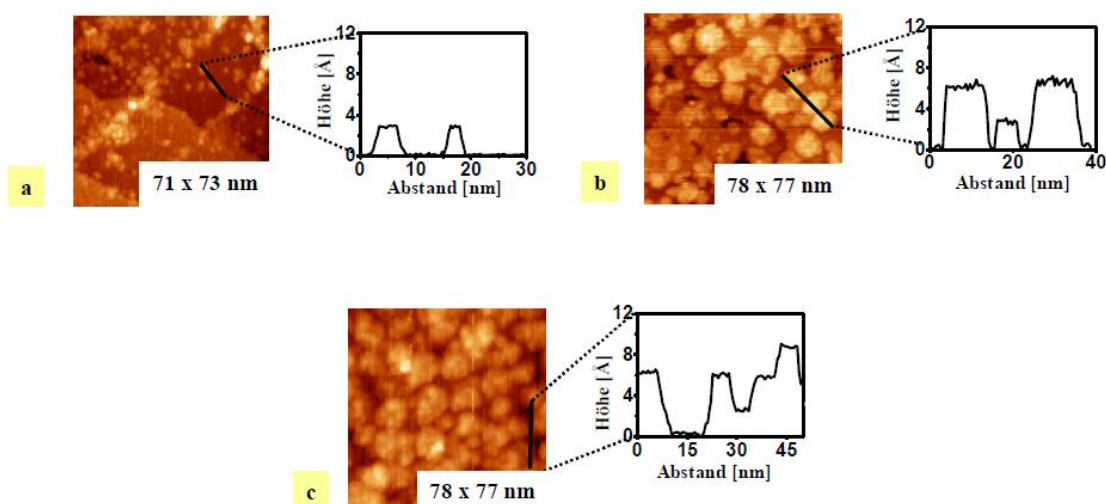 a
71 x 73 nm
Höhe [Å]
12
8
4
0
0 10 20 30
Abstand [nm]
b
78 x 77 nm
Höhe [Å]
12
8
4
0
0 20 40
Abstand [nm]
c
78 x 77 nm
Höhe [Å]
12
8
4
0
0 15 30 45
Abstand [nm]